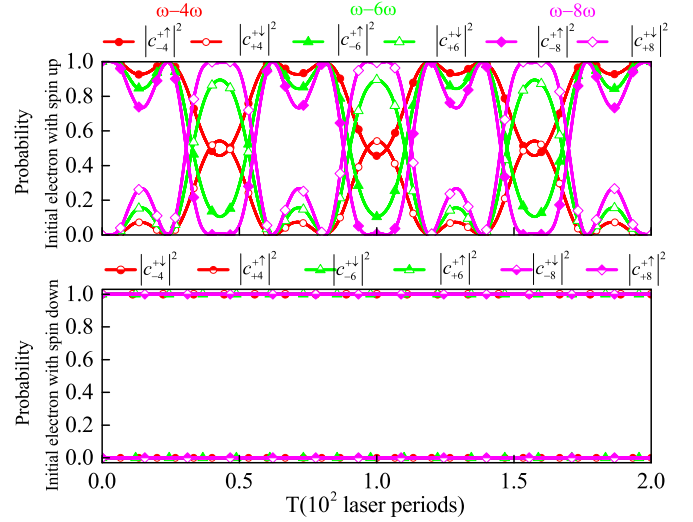 ω−4ω ω−6ω ω−8ω
|c₋₄⁺↑|² |c₊₄⁺↓|² |c₋₆⁺↑|² |c₊₆⁺↓|² |c₋₈⁺↑|² |c₊₈⁺↓|²
Probability
Initial electron with spin up
1.0
0.8
0.6
0.4
0.2
0.0
|c₋₄⁺↓|² |c₊₄⁺↑|² |c₋₆⁺↓|² |c₊₆⁺↑|² |c₋₈⁺↓|² |c₊₈⁺↑|²
Probability
Initial electron with spin down
1.0
0.8
0.6
0.4
0.2
0.0
0.0 0.5 1.0 1.5 2.0
T(10² laser periods)